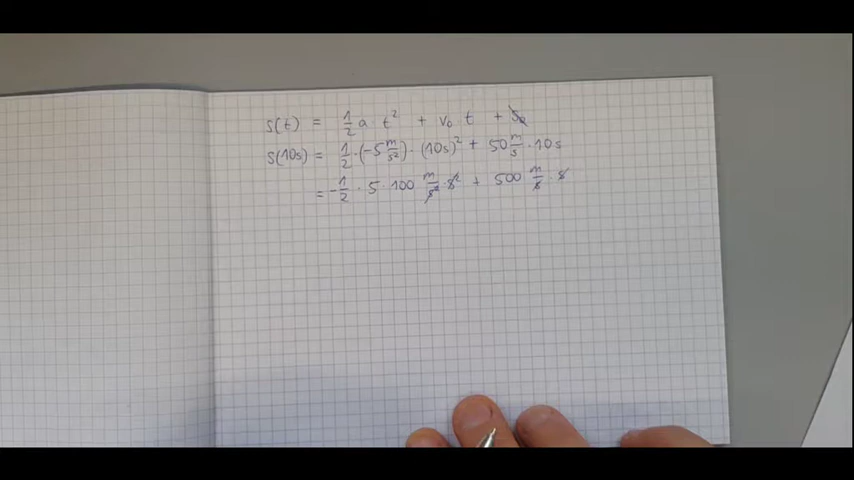 s(t) = 1/2 a · t² + v₀ t + s₀
s(10s) = 1/2 · (-5 m/s²) · (10s)² + 50 m/s · 10s
= -1/2 · 5 · 100 m/s² · s² + 500 m/s · s